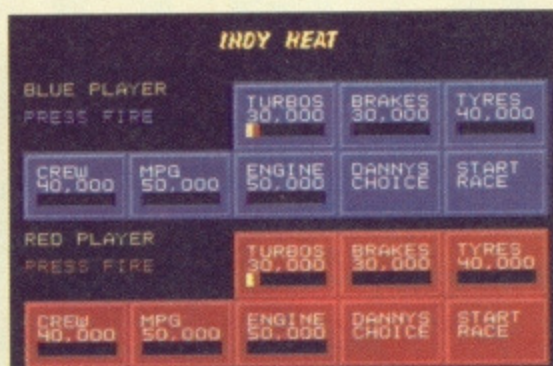 INDY HEAT
BLUE PLAYER
PRESS FIRE
TURBOS
30,000
BRAKES
30,000
TYRES
40,000
CREW
40,000
MPG
50,000
ENGINE
50,000
DANNYS
CHOICE
START
RACE
RED PLAYER
PRESS FIRE
TURBOS
30,000
BRAKES
30,000
TYRES
40,000
CREW
40,000
MPG
50,000
ENGINE
50,000
DANNYS
CHOICE
START
RACE